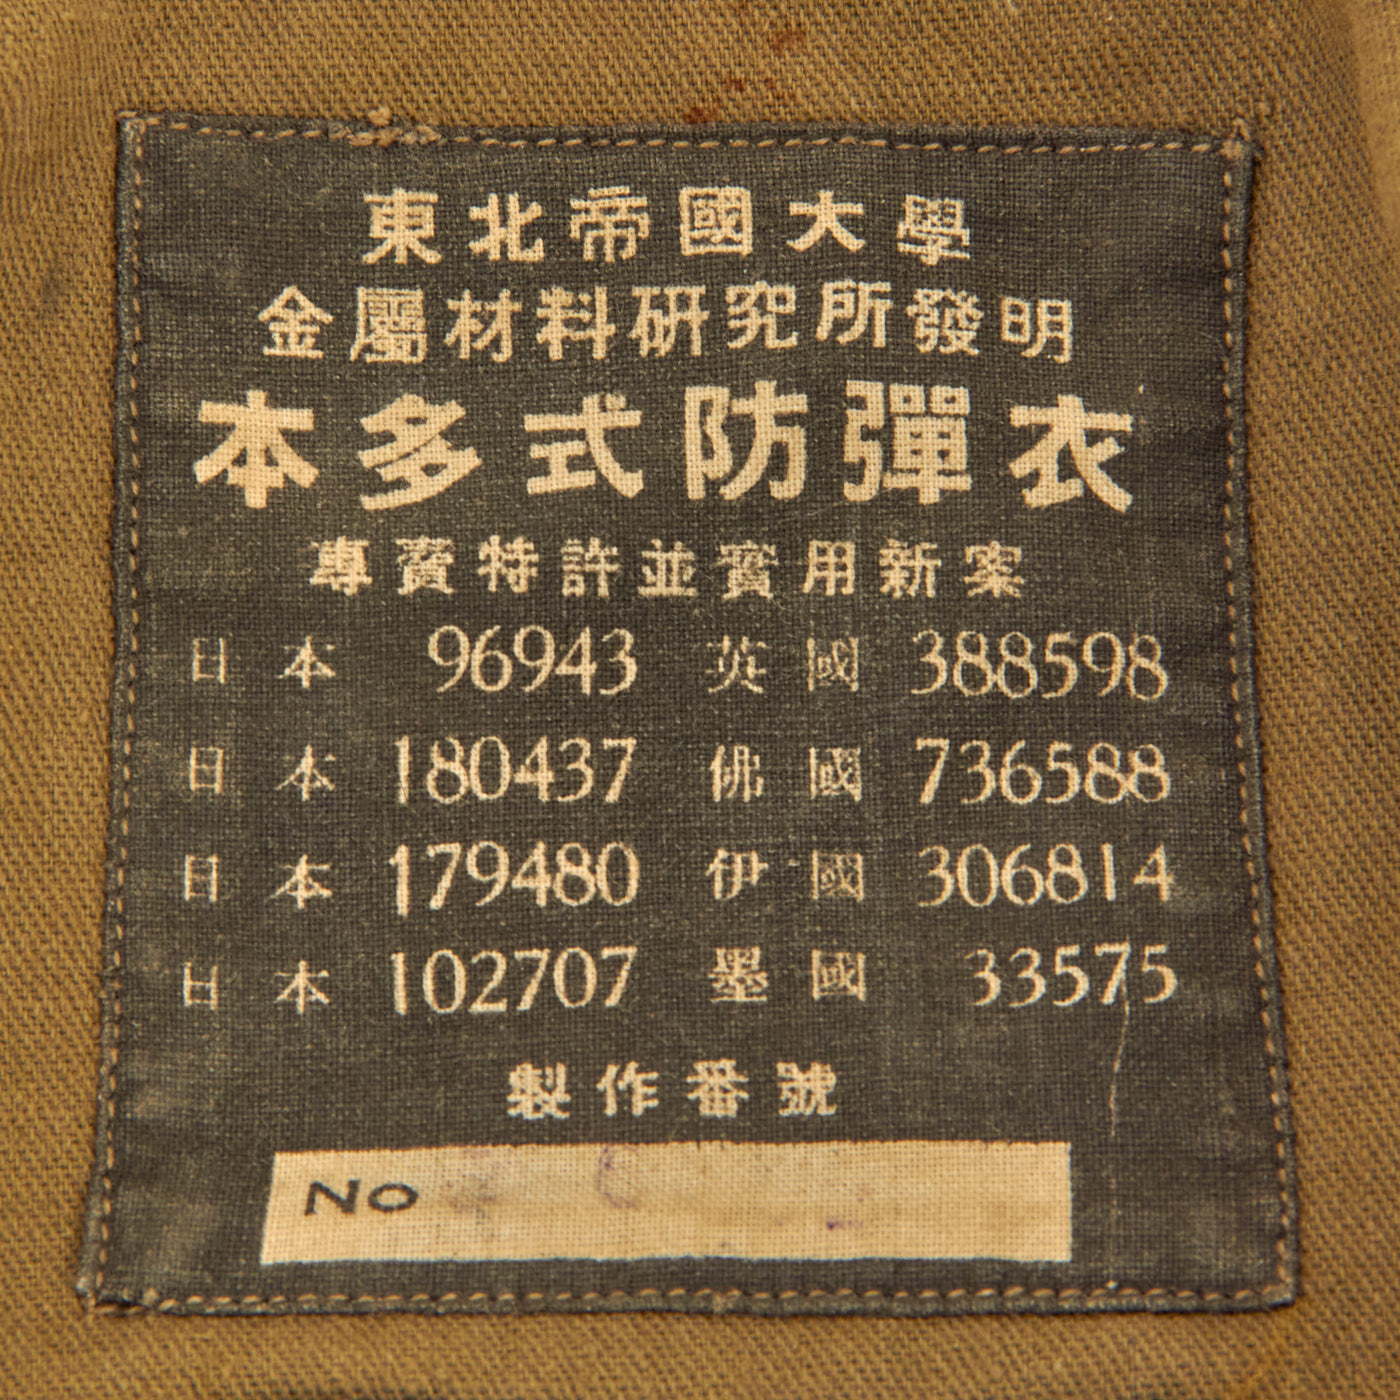 東北帝國大學
金屬材料研究所發明
本多式防彈衣
專賣特許並實用新案
日本 96943 英國 388598
日本 180437 佛國 736588
日本 179480 伊國 306814
日本 102707 墨國 33575
製作番號
No